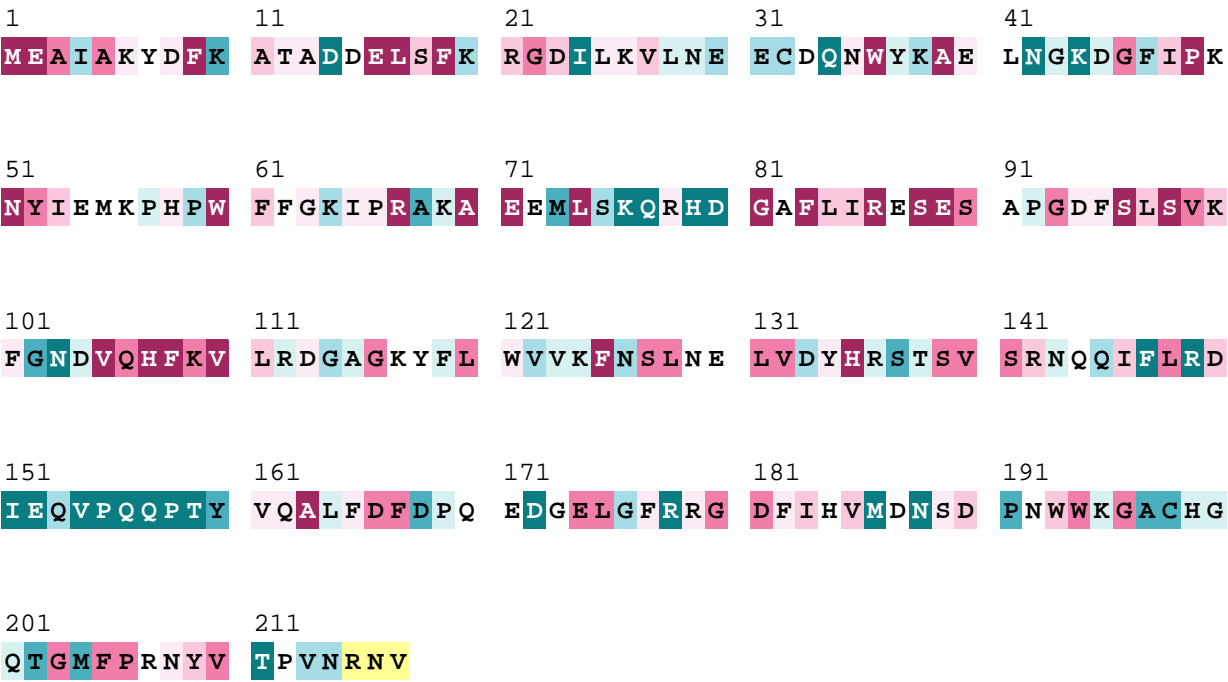 1 11 21 31 41
MEAIAKYDFK ATADDELSFK RGDILKVLNE ECDQNWYKAE LNGKDGFIPK
51 61 71 81 91
NYIEMKPHPW FFGKIPRAKA EEMLSKQRHD GAFLIRESES APGDFSLSVK
101 111 121 131 141
FGNDVQHFKV LRDGAGKYFL WVVKFNSLNE LVDYHRSTSV SRNQQIFLRD
151 161 171 181 191
IEQVPQQPTY VQALFDFDPQ EDGELGFRRG DFIHVMDNSD PNWWKGACHG
201 211
QTGMFPRNYV TPVNRNV